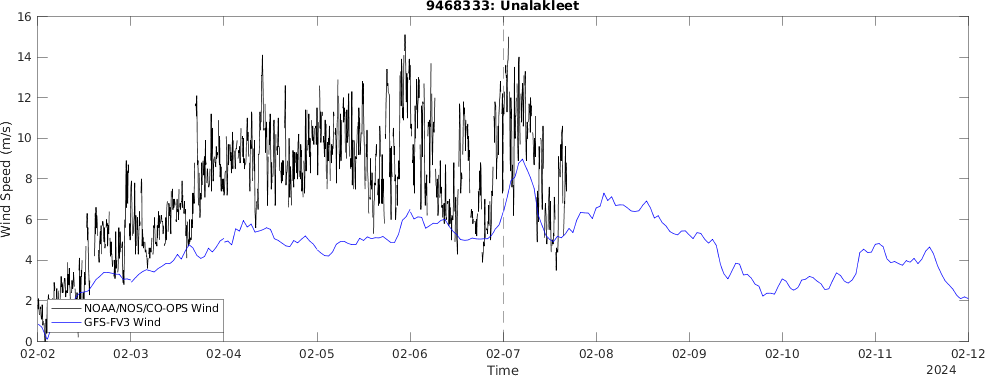 9468333: Unalakleet
Wind Speed (m/s)
16
14
12
10
8
6
4
2
0
NOAA/NOS/CO-OPS Wind
GFS-FV3 Wind
02-02 02-03 02-04 02-05 02-06 02-07 02-08 02-09 02-10 02-11 02-12
Time
2024